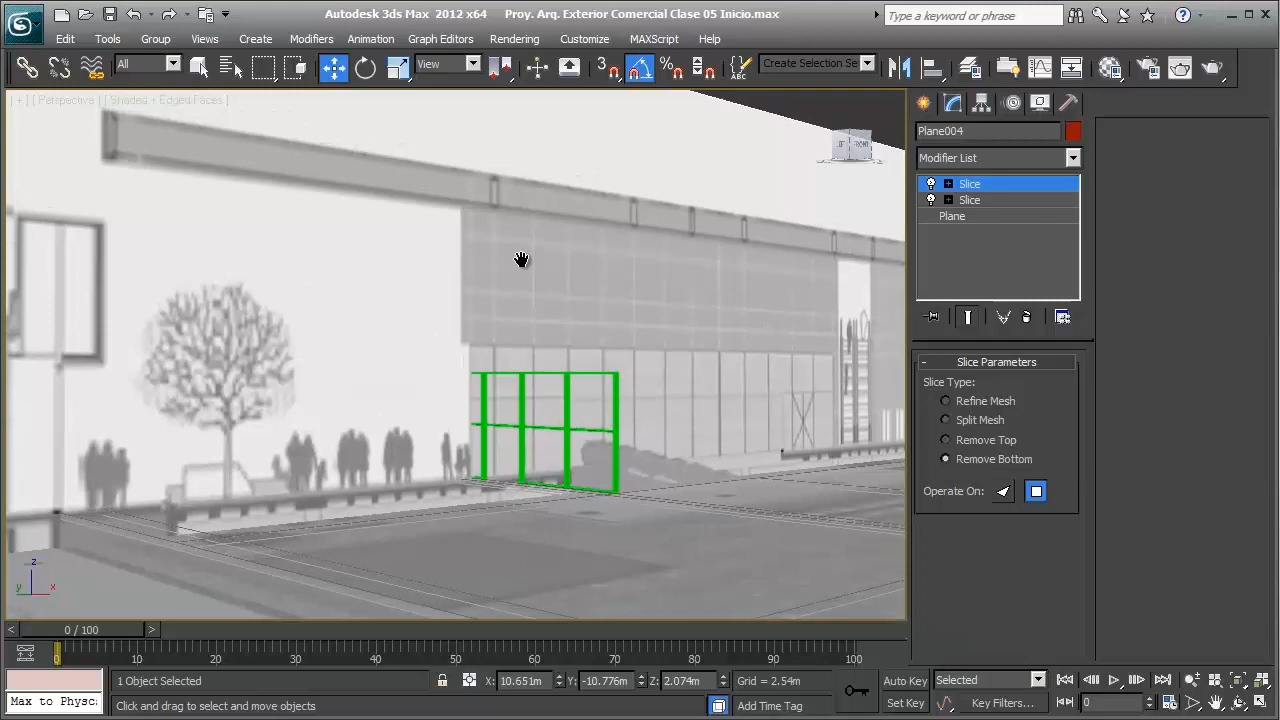 Autodesk 3ds Max 2012 x64 Proy. Arq. Exterior Comercial Clase 05 Inicio.max
Type a keyword or phrase
Edit Tools Group Views Create Modifiers Animation Graph Editors Rendering Customize MAXScript Help
All
View
3
Create Selection Se
[ + ] [ Perspective ] [ Shaded + Edged Faces ]
FRONT
Plane004
Modifier List
Slice
Slice
Plane
Slice Parameters
Slice Type:
Refine Mesh
Split Mesh
Remove Top
Remove Bottom
Operate On:
z
y x
0 / 100
0 10 20 30 40 50 60 70 80 90 100
1 Object Selected X: 10.651m Y: -10.776m Z: 2.074m Grid = 2.54m Auto Key Selected
Max to Physc Click and drag to select and move objects Add Time Tag Set Key Key Filters... 0